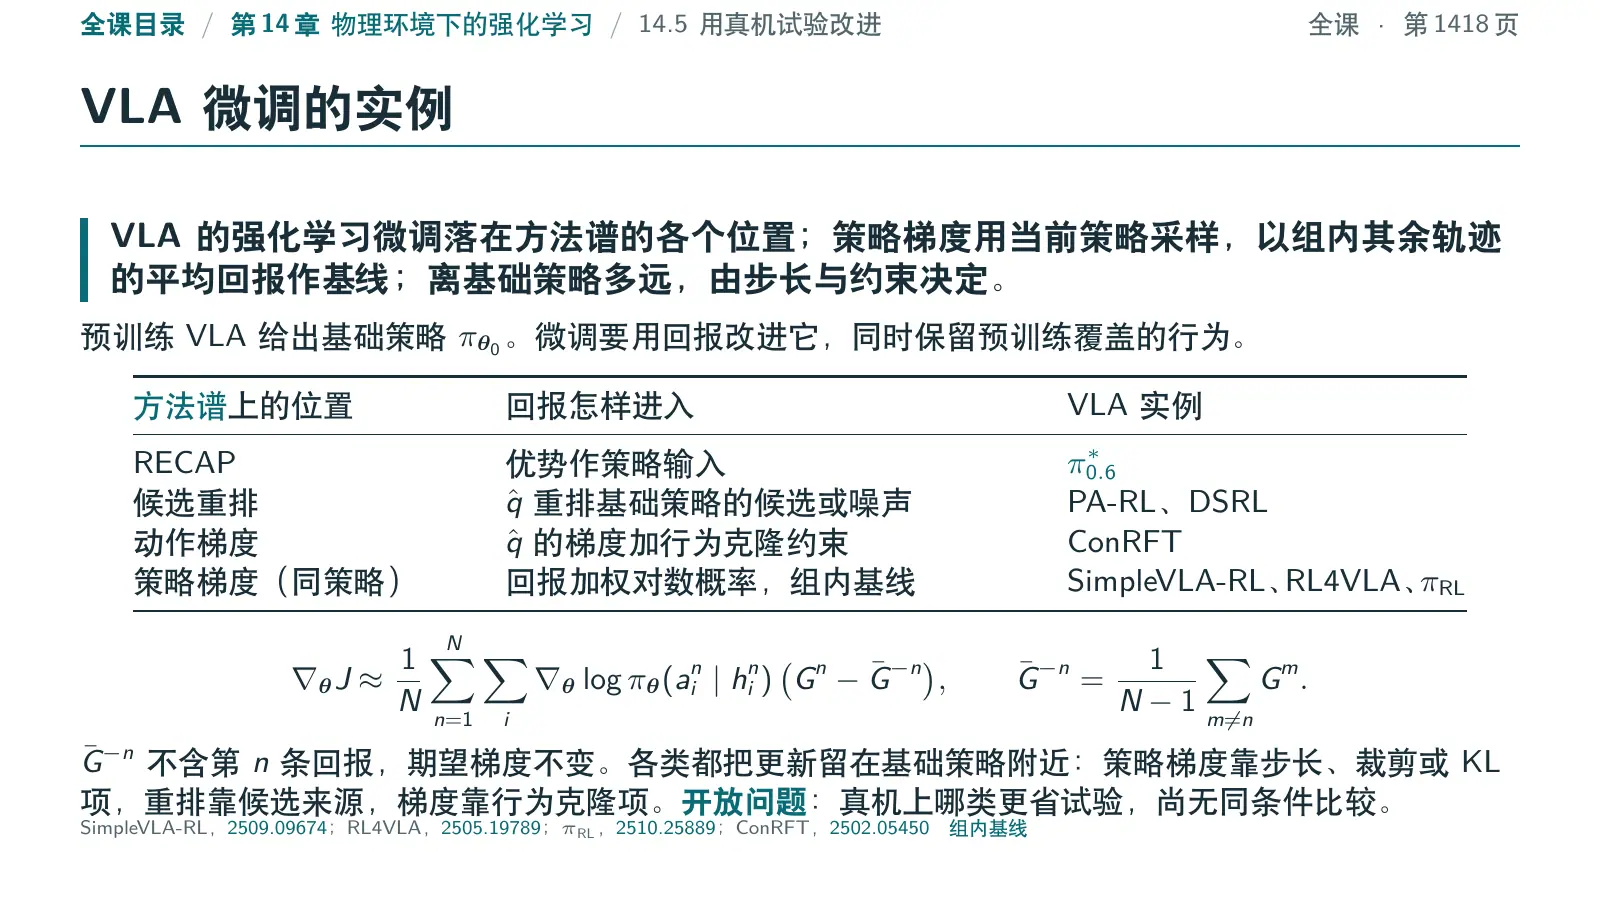 全课目录 / 第 14 章 物理环境下的强化学习 / 14.5 用真机试验改进
全课 · 第 1418 页
VLA 微调的实例
VLA 的强化学习微调落在方法谱的各个位置；策略梯度用当前策略采样，以组内其余轨迹
的平均回报作基线；离基础策略多远，由步长与约束决定。
预训练 VLA 给出基础策略 π_{θ_0}。微调要用回报改进它，同时保留预训练覆盖的行为。
方法谱上的位置 回报怎样进入 VLA 实例
RECAP 优势作策略输入 π^*_{0.6}
候选重排 q̂ 重排基础策略的候选或噪声 PA-RL、DSRL
动作梯度 q̂ 的梯度加行为克隆约束 ConRFT
策略梯度（同策略） 回报加权对数概率，组内基线 SimpleVLA-RL、RL4VLA、π_{RL}
∇_θ J ≈ \frac{1}{N} ∑_{n=1}^{N} ∑_i ∇_θ log π_θ(a_i^n | h_i^n) (G^n − Ḡ^{−n}), Ḡ^{−n} = \frac{1}{N − 1} ∑_{m≠n} G^m.
Ḡ^{−n} 不含第 n 条回报，期望梯度不变。各类都把更新留在基础策略附近：策略梯度靠步长、裁剪或 KL
项，重排靠候选来源，梯度靠行为克隆项。开放问题：真机上哪类更省试验，尚无同条件比较。
SimpleVLA-RL，2509.09674；RL4VLA，2505.19789；π_{RL}，2510.25889；ConRFT，2502.05450 组内基线